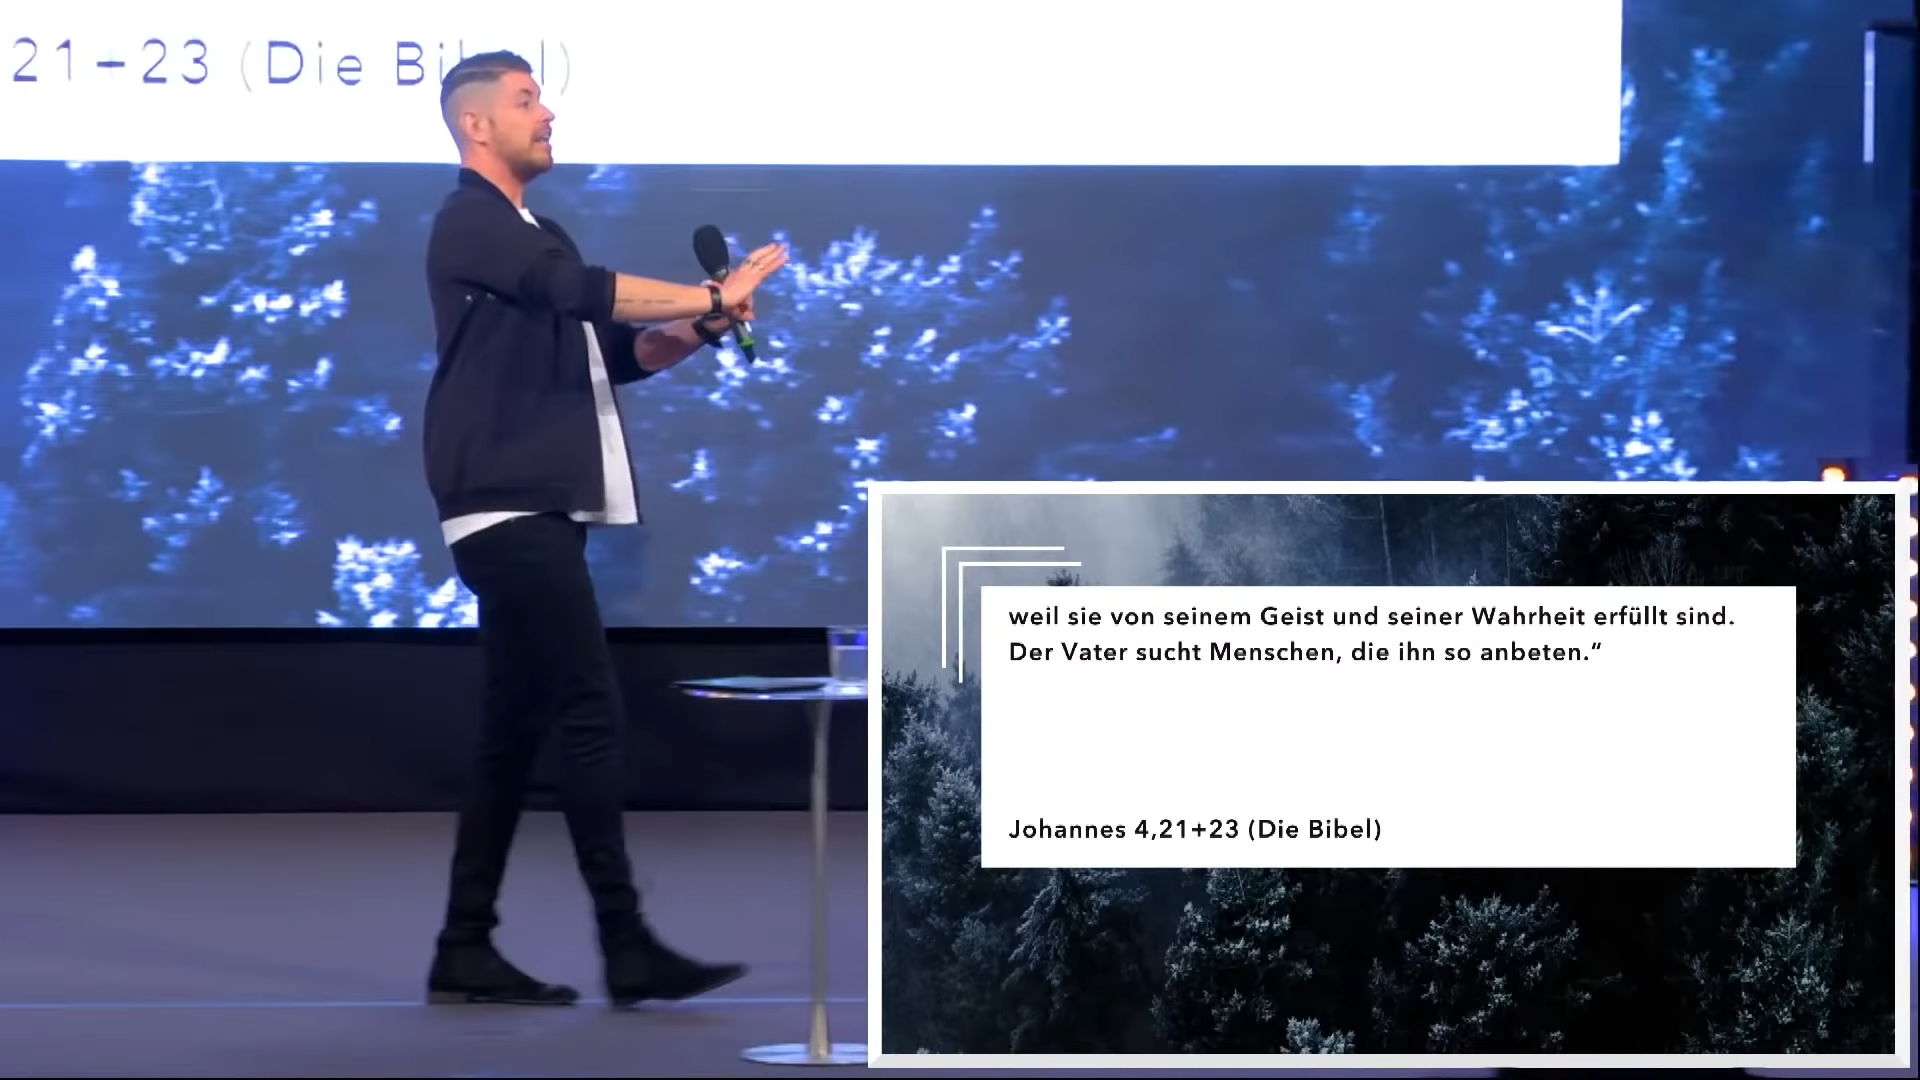 21+23 (Die Bibel)
weil sie von seinem Geist und seiner Wahrheit erfüllt sind.
Der Vater sucht Menschen, die ihn so anbeten.“
Johannes 4,21+23 (Die Bibel)